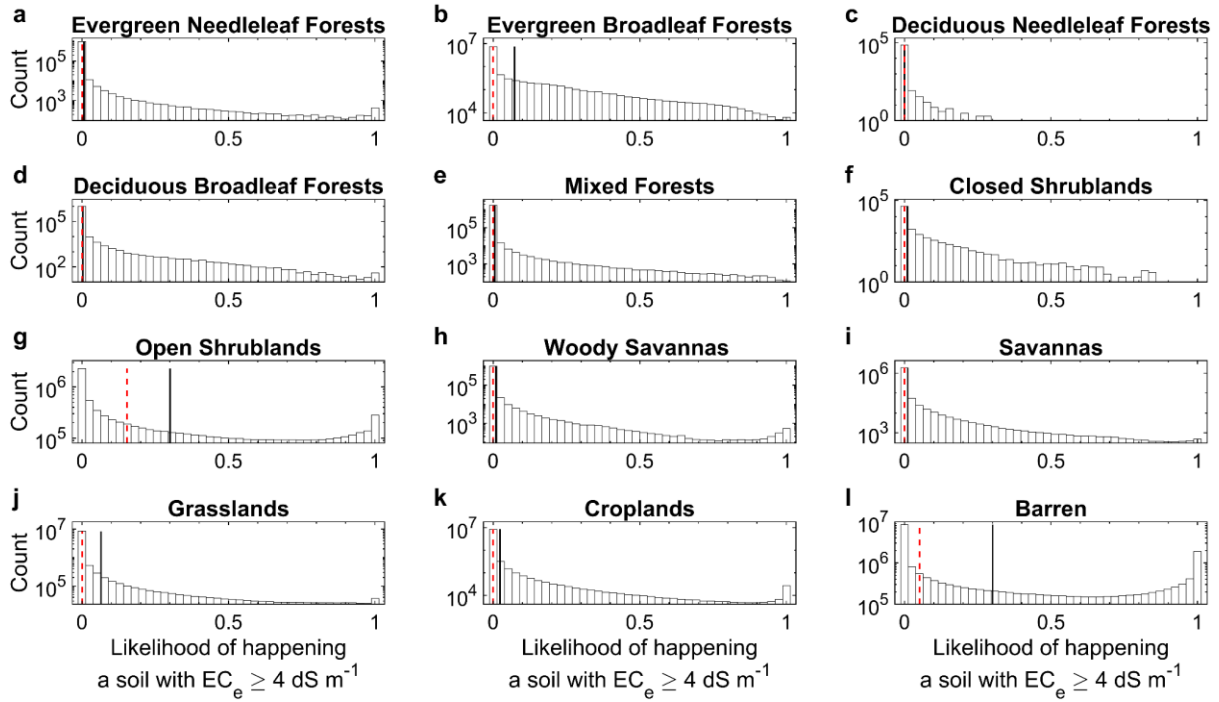 a Evergreen Needleleaf Forests
b Evergreen Broadleaf Forests
c Deciduous Needleleaf Forests
Count
10^5
10^3
0 0.5 1
10^7
10^4
0 0.5 1
10^5
10^0
0 0.5 1
d Deciduous Broadleaf Forests
e Mixed Forests
f Closed Shrublands
Count
10^5
10^2
0 0.5 1
10^5
10^3
0 0.5 1
10^5
10^0
0 0.5 1
g Open Shrublands
h Woody Savannas
i Savannas
Count
10^6
10^5
0 0.5 1
10^5
10^3
0 0.5 1
10^6
10^3
0 0.5 1
j Grasslands
k Croplands
l Barren
Count
10^7
10^5
0 0.5 1
10^7
10^4
0 0.5 1
10^7
10^6
10^5
0 0.5 1
Likelihood of happening
a soil with EC_e ≥ 4 dS m^-1
Likelihood of happening
a soil with EC_e ≥ 4 dS m^-1
Likelihood of happening
a soil with EC_e ≥ 4 dS m^-1